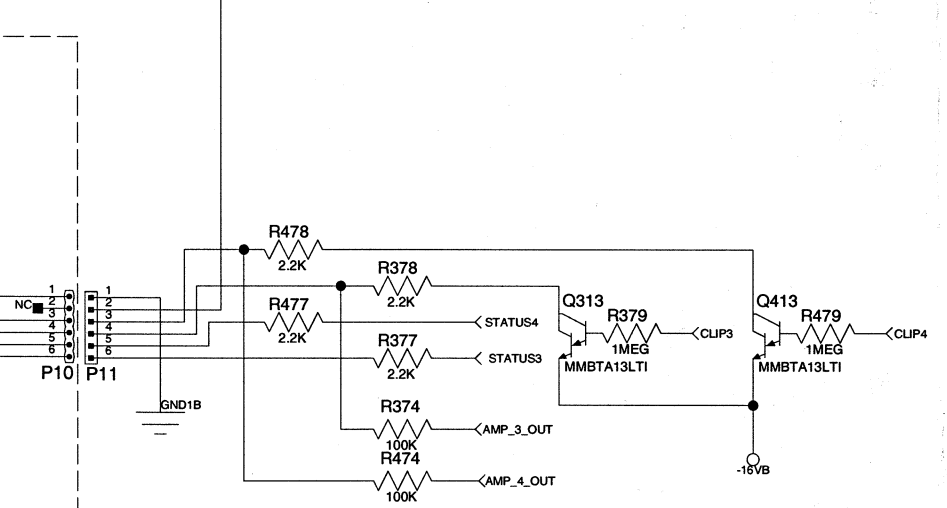 R478
2.2K
R378
2.2K
1
NC 2
3
4
5
6
P10
1
2
3
4
5
6
P11
R477
2.2K
STATUS4
R377
2.2K
STATUS3
Q313
MMBTA13LTI
R379
1MEG
CLIP3
Q413
MMBTA13LTI
R479
1MEG
CLIP4
GND1B
R374
100K
AMP_3_OUT
R474
100K
AMP_4_OUT
-16VB